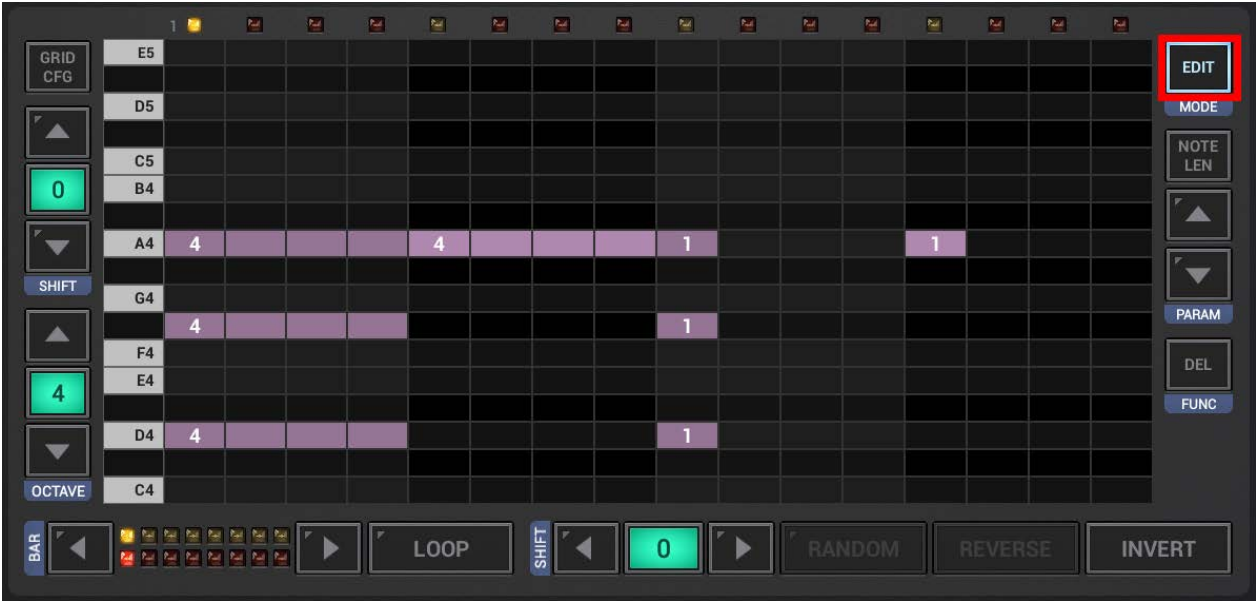 1
GRID
CFG
E5
EDIT
D5
MODE
C5
NOTE
LEN
0
B4
A4
4
4
1
1
SHIFT
G4
PARAM
4
1
F4
DEL
4
E4
FUNC
D4
4
1
OCTAVE
C4
BAR
LOOP
SHIFT
0
RANDOM
REVERSE
INVERT